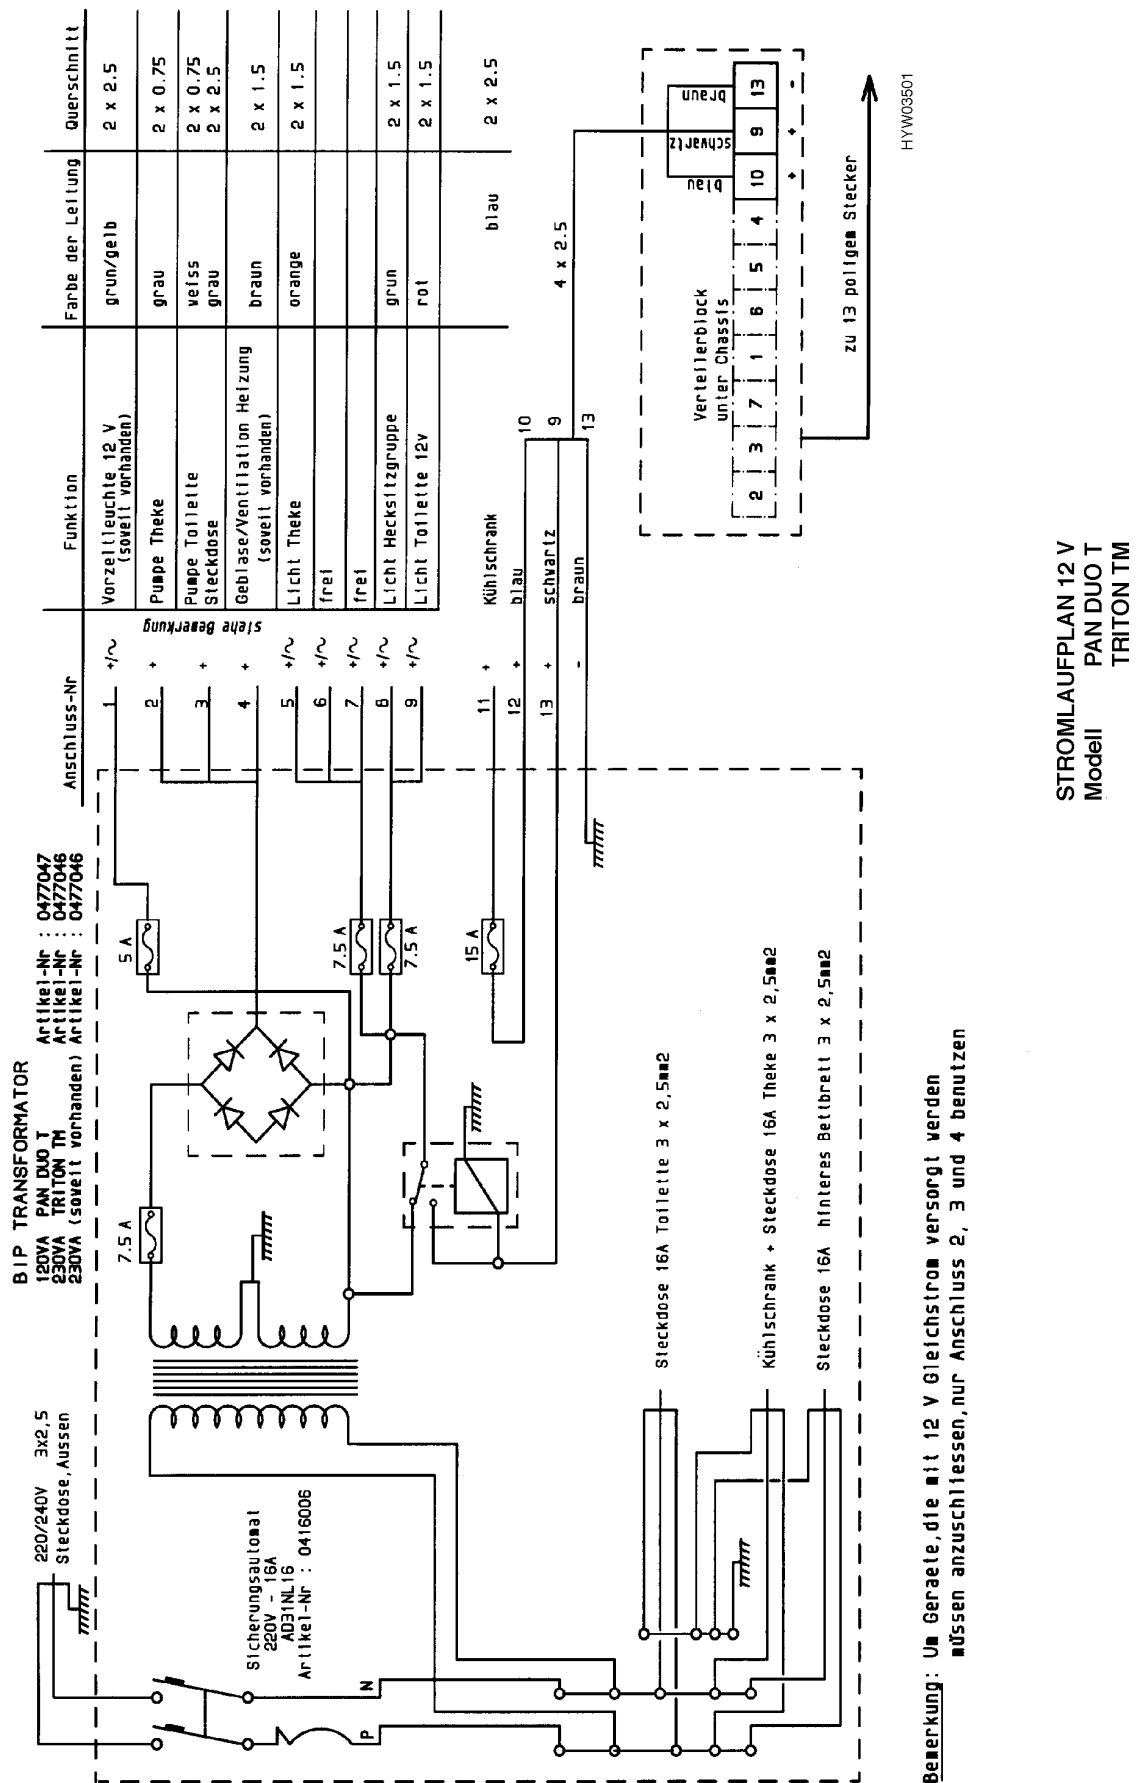 BIP TRANSFORMATOR
120VA PAN DUO T Artikel-Nr : 0477047
230VA TRITON TM Artikel-Nr : 0477046
230VA (soweit vorhanden) Artikel-Nr : 0477046
220/240V 3x2,5
Steckdose,Aussen
Sicherungsautomat
220V - 16A
AD31NL16
Artikel-Nr : 0416006
N
P
7.5 A
5 A
7.5 A
7.5 A
15 A
Anschluss-Nr Funktion Farbe der Leitung Querschnitt
1 +/~ Vorzeltleuchte 12 V grun/gelb 2 x 2.5
(soweit vorhanden)
2 + Pumpe Theke grau 2 x 0.75
3 + Pumpe Toilette weiss 2 x 0.75
Steckdose grau 2 x 2.5
4 + Geblase/Ventilation Heizung braun 2 x 1.5
(soweit vorhanden)
5 +/~ Licht Theke orange 2 x 1.5
6 +/~ frei
7 +/~ frei
8 +/~ Licht Hecksitzgruppe grun 2 x 1.5
9 +/~ Licht Toilette 12v rot 2 x 1.5
siehe Bemerkung
11 + Kühlschrank blau 2 x 2.5
12 + blau 10
13 + schwartz 9
- braun 13
4 x 2.5
Verteilerblock
unter Chassis
2 3 7 1 6 5 4 10 9 13
blau
schwartz
braun
+ + -
zu 13 poligem Stecker
HYW03501
Steckdose 16A Toilette 3 x 2,5mm2
Kühlschrank + Steckdose 16A Theke 3 x 2,5mm2
Steckdose 16A hinteres Bettbrett 3 x 2,5mm2
Bemerkung: Um Geraete,die mit 12 V Gleichstrom versorgt werden
müssen anzuschliessen,nur Anschluss 2, 3 und 4 benutzen
STROMLAUFPLAN 12 V
Modell PAN DUO T
TRITON TM